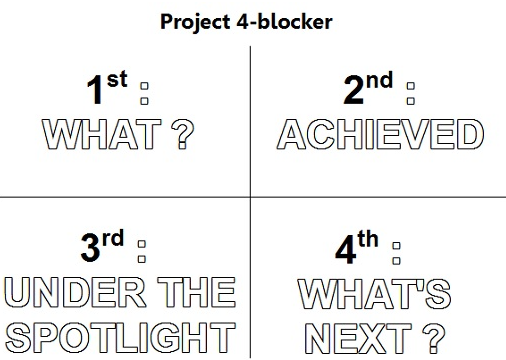 Project 4-blocker
1st :
WHAT ?
2nd :
ACHIEVED
3rd :
UNDER THE
SPOTLIGHT
4th :
WHAT'S
NEXT ?